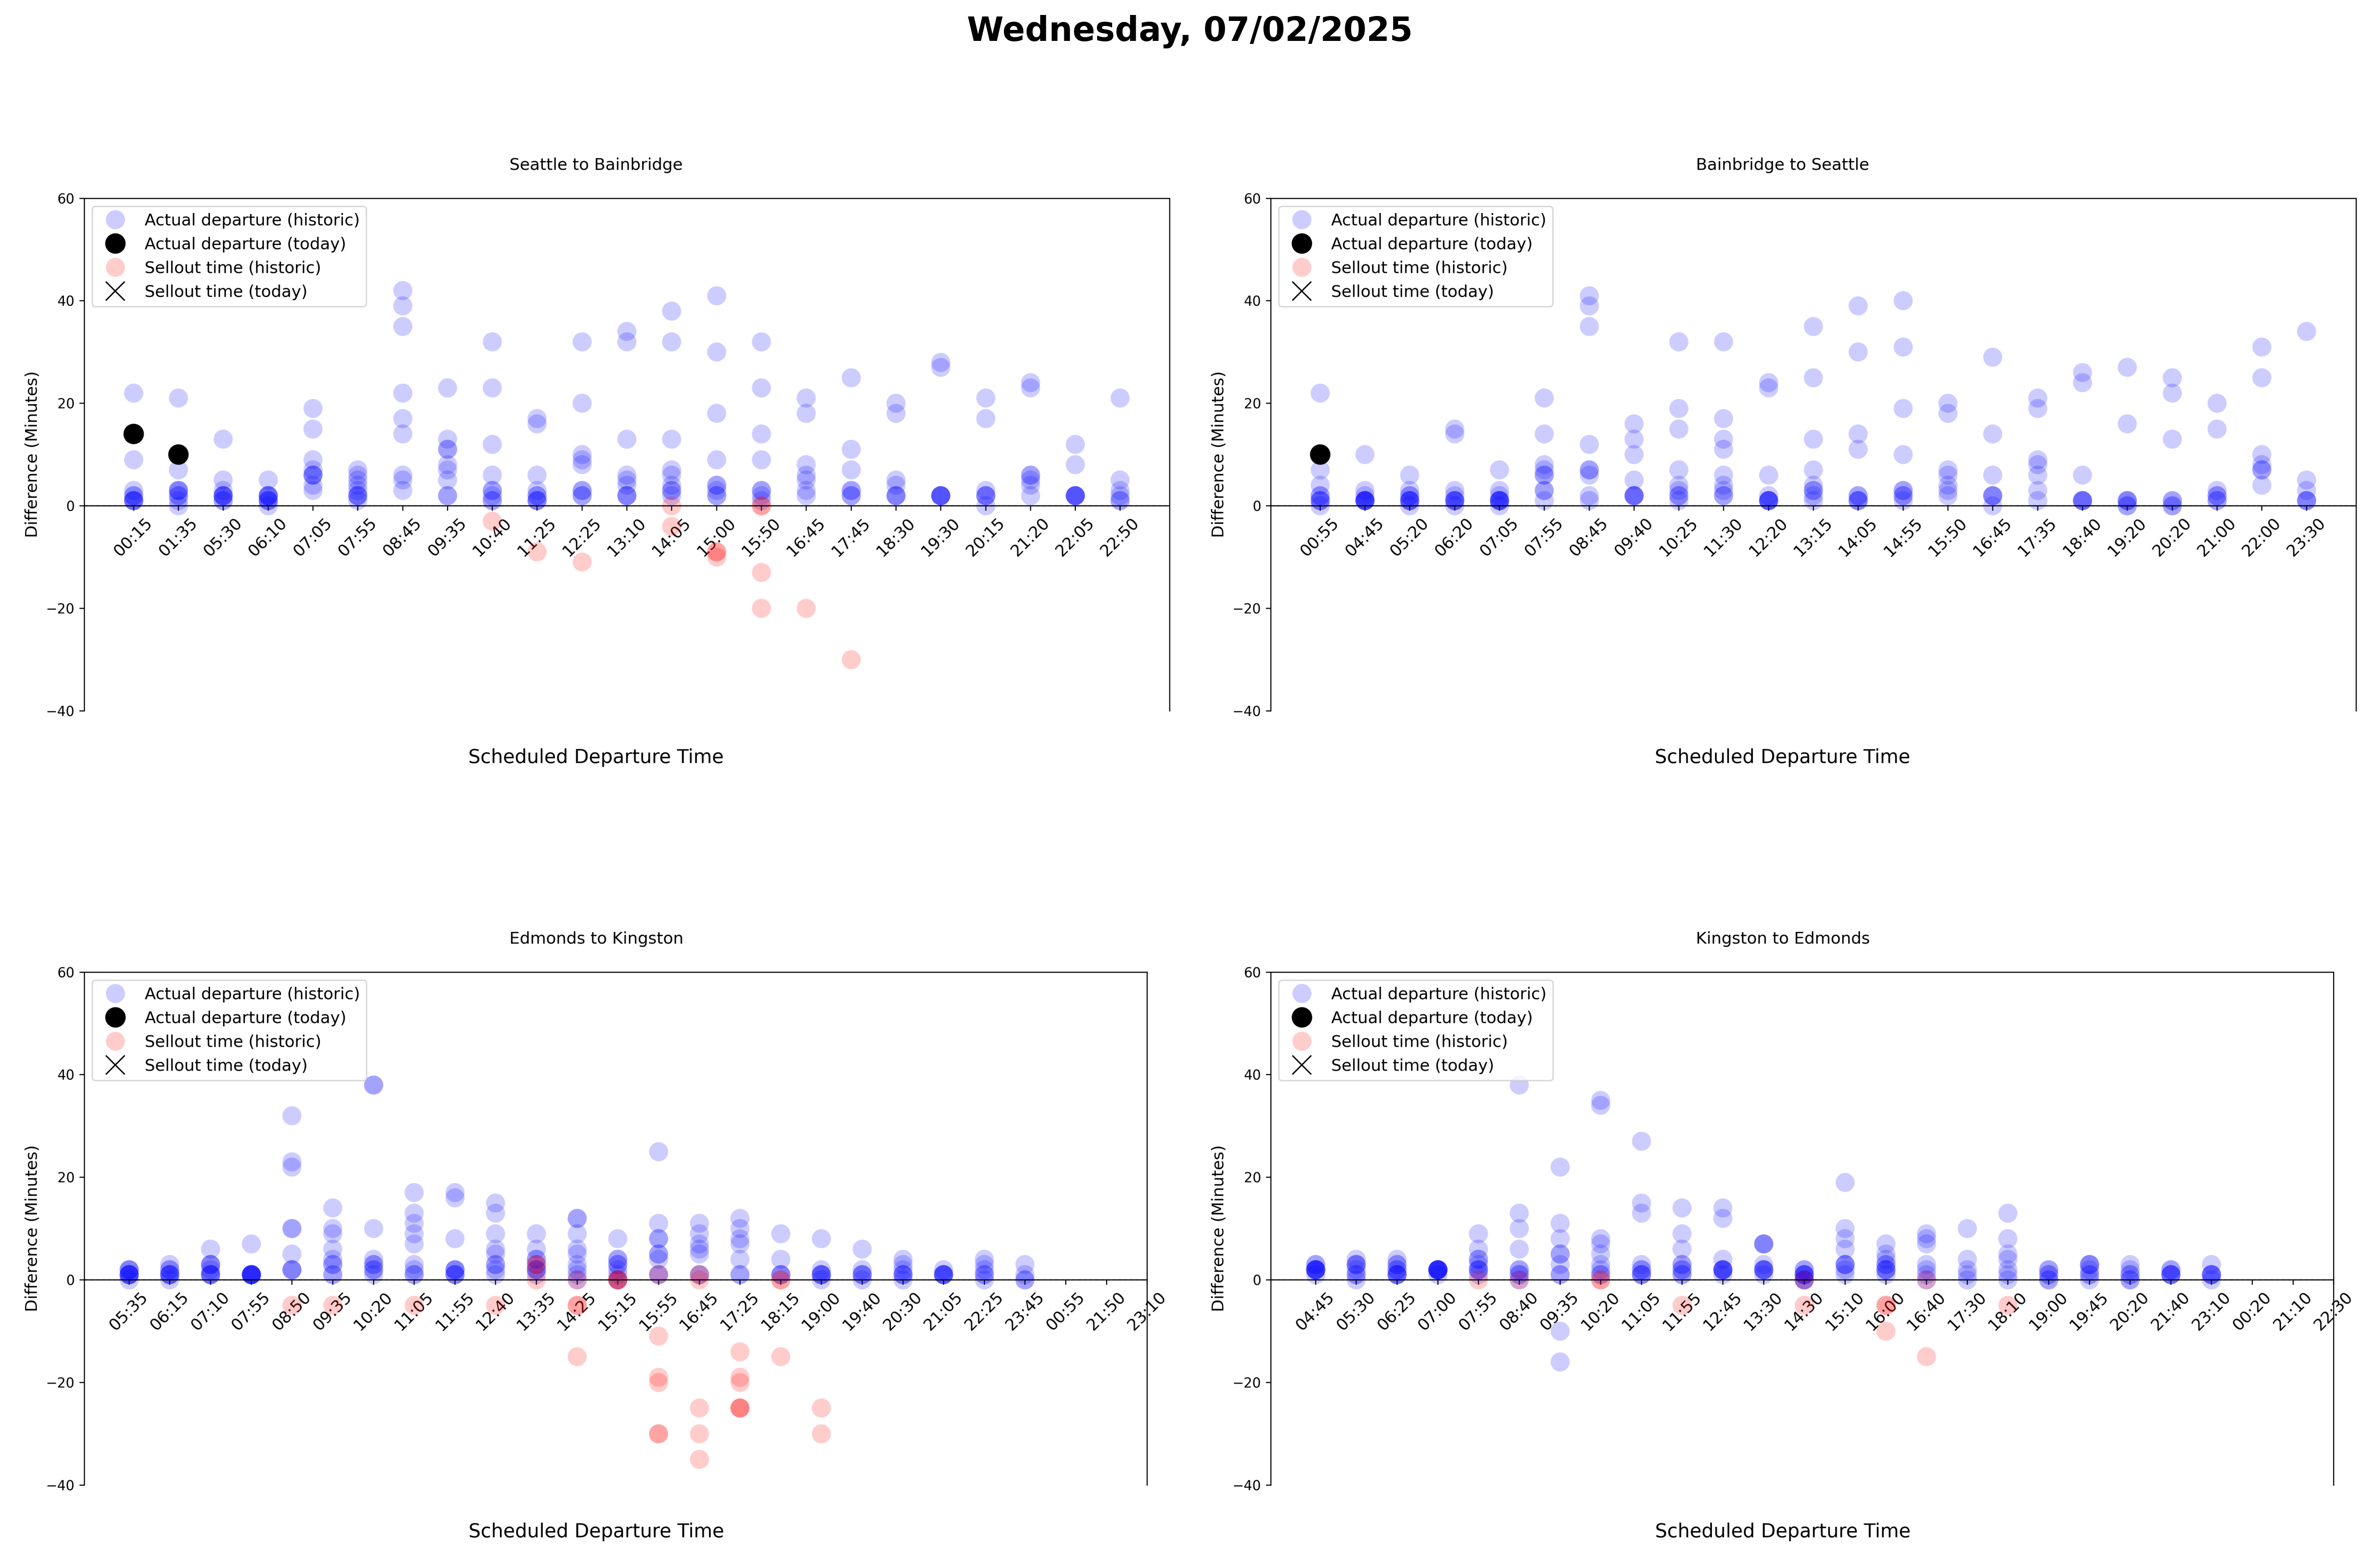 Wednesday, 07/02/2025
Seattle to Bainbridge
60
40
20
0
−20
−40
Difference (Minutes)
Actual departure (historic)
Actual departure (today)
Sellout time (historic)
Sellout time (today)
00:15 01:35 05:30 06:10 07:05 07:55 08:45 09:35 10:40 11:25 12:25 13:10 14:05 15:00 15:50 16:45 17:45 18:30 19:30 20:15 21:20 22:05 22:50
Scheduled Departure Time
Bainbridge to Seattle
60
40
20
0
−20
−40
Difference (Minutes)
Actual departure (historic)
Actual departure (today)
Sellout time (historic)
Sellout time (today)
00:55 04:45 05:20 06:20 07:05 07:55 08:45 09:40 10:25 11:30 12:20 13:15 14:05 14:55 15:50 16:45 17:35 18:40 19:20 20:20 21:00 22:00 23:30
Scheduled Departure Time
Edmonds to Kingston
60
40
20
0
−20
−40
Difference (Minutes)
Actual departure (historic)
Actual departure (today)
Sellout time (historic)
Sellout time (today)
05:35 06:15 07:10 07:55 08:50 09:35 10:20 11:05 11:55 12:40 13:35 14:25 15:15 15:55 16:45 17:25 18:15 19:00 19:40 20:30 21:05 22:25 23:45 00:55 21:50 23:10
Scheduled Departure Time
Kingston to Edmonds
60
40
20
0
−20
−40
Difference (Minutes)
Actual departure (historic)
Actual departure (today)
Sellout time (historic)
Sellout time (today)
04:45 05:30 06:25 07:00 07:55 08:40 09:35 10:20 11:05 11:55 12:45 13:30 14:30 15:10 16:00 16:40 17:30 18:10 19:00 19:45 20:20 21:40 23:10 00:20 21:10 22:30
Scheduled Departure Time